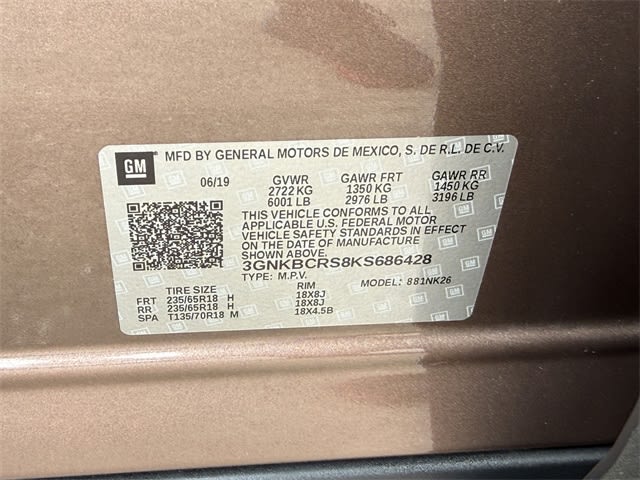 GM MFD BY GENERAL MOTORS DE MEXICO, S. DE R.L. DE C.V.
06/19 GVWR GAWR FRT GAWR RR
2722 KG 1350 KG 1450 KG
6001 LB 2976 LB 3196 LB
THIS VEHICLE CONFORMS TO ALL
APPLICABLE U.S. FEDERAL MOTOR
VEHICLE SAFETY STANDARDS IN EFFECT
ON THE DATE OF MANUFACTURE
SHOWN ABOVE.
3GNKBCRS8KS686428
TYPE: M.P.V. MODEL: 881NK26
TIRE SIZE RIM
FRT 235/65R18 H 18X8J
RR 235/65R18 H 18X8J
SPA T135/70R18 M 18X4.5B